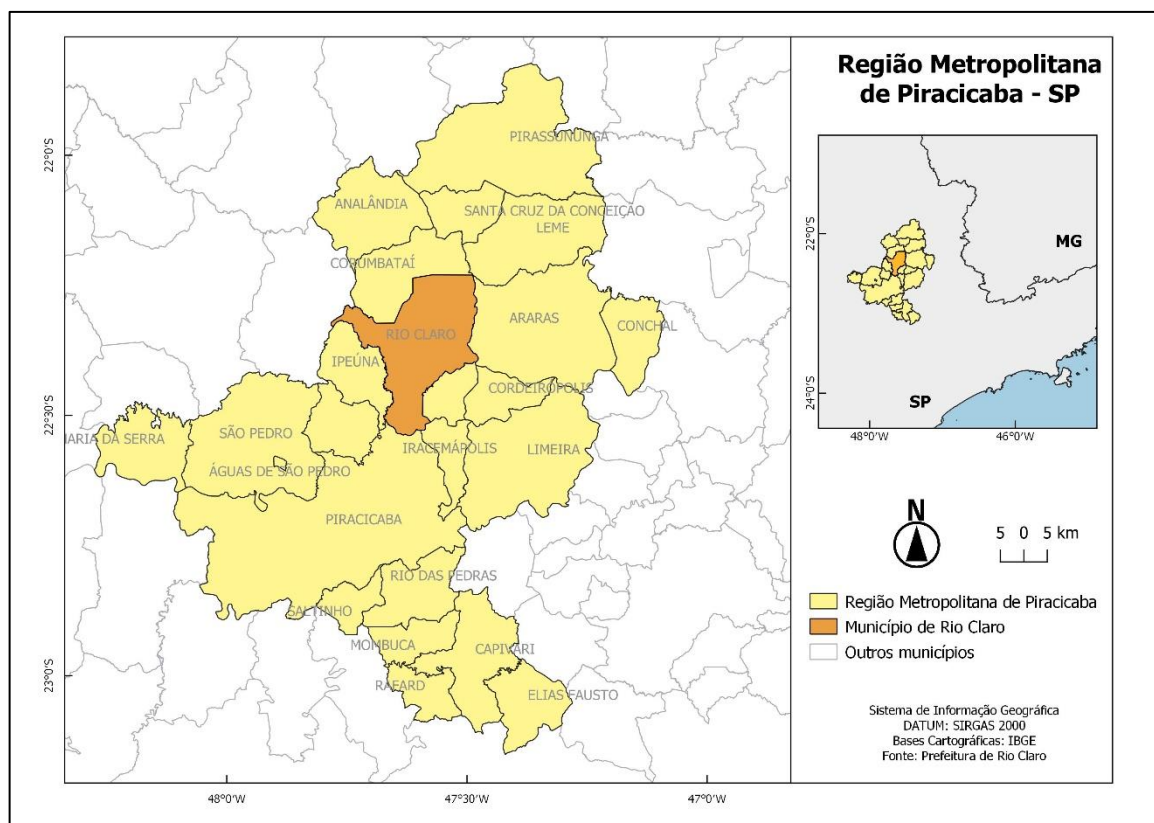 Região Metropolitana
de Piracicaba - SP
PIRASSUNUNGA
22°0'S
ANALÂNDIA
SANTA CRUZ DA CONCEIÇÃO
LEME
CORUMBATAÍ
ARARAS
CONCHAL
RIO CLARO
IPEÚNA
CORDEIRÓPOLIS
22°30'S
MARIA DA SERRA
SÃO PEDRO
IRACEMÁPOLIS
LIMEIRA
ÁGUAS DE SÃO PEDRO
PIRACICABA
RIO DAS PEDRAS
SALTINHO
MOMBUCA
CAPIVARI
23°0'S
RAFARD
ELIAS FAUSTO
48°0'W
47°30'W
47°0'W
22°0'S
MG
24°0'S
SP
48°0'W
46°0'W
N
5 0 5 km
Região Metropolitana de Piracicaba
Município de Rio Claro
Outros municípios
Sistema de Informação Geográfica
DATUM: SIRGAS 2000
Bases Cartográficas: IBGE
Fonte: Prefeitura de Rio Claro